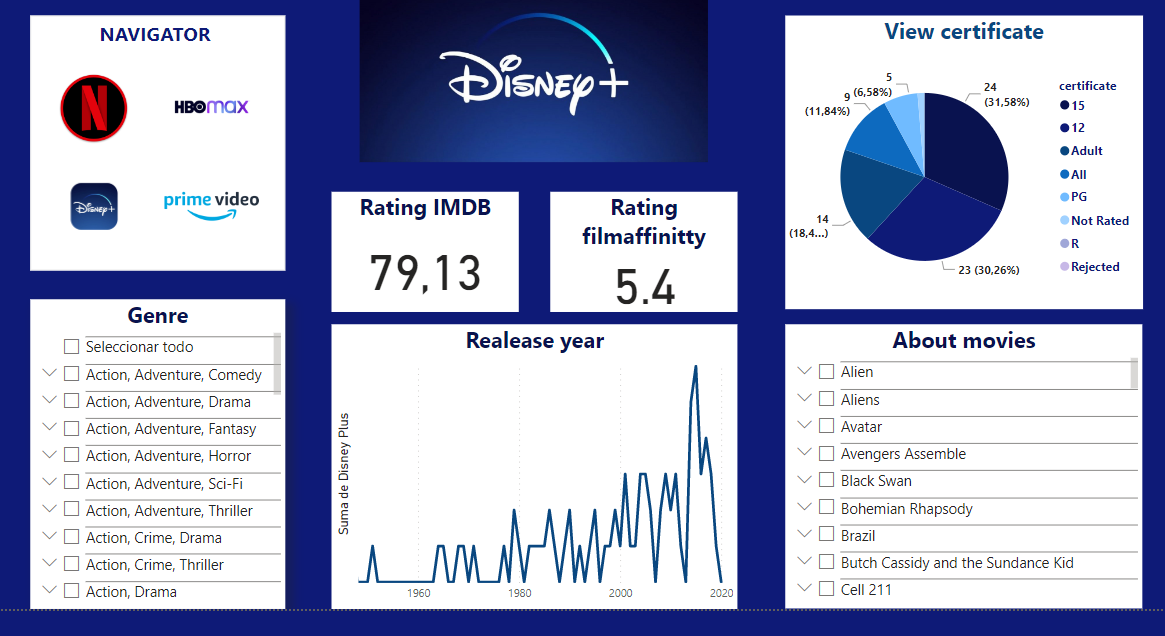 NAVIGATOR
N
HBOmax
Disney+
prime video
Disney+
View certificate
5
(6,58%)
9
(11,84%)
24
(31,58%)
14
(18,4...)
23 (30,26%)
certificate
15
12
Adult
All
PG
Not Rated
R
Rejected
Rating IMDB
79,13
Rating
filmaffinitty
5.4
Genre
Seleccionar todo
Action, Adventure, Comedy
Action, Adventure, Drama
Action, Adventure, Fantasy
Action, Adventure, Horror
Action, Adventure, Sci-Fi
Action, Adventure, Thriller
Action, Crime, Drama
Action, Crime, Thriller
Action, Drama
Realease year
Suma de Disney Plus
1960
1980
2000
2020
About movies
Alien
Aliens
Avatar
Avengers Assemble
Black Swan
Bohemian Rhapsody
Brazil
Butch Cassidy and the Sundance Kid
Cell 211